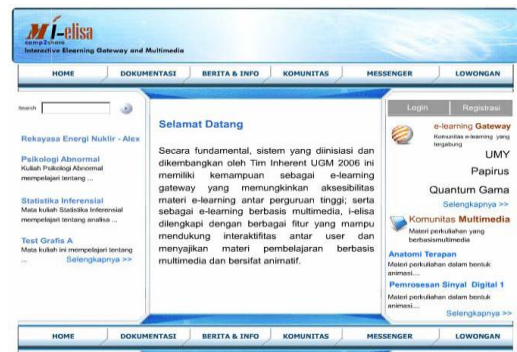 Mi-elisa
comp2share
Interactive Elearning Gateway and Multimedia
HOME DOKUMENTASI BERITA & INFO KOMUNITAS MESSENGER LOWONGAN
Search
Rekayasa Energi Nuklir - Alex
Psikologi Abnormal
Kuliah Psikologi Abnormal
mempelajari tentang ...
Statistika Inferensial
Mata kuliah Statistika Inferensial
mempelajari tentang analisa ...
Test Grafis A
Mata kuliah ini mempelajari tentang
...
Selengkapnya >>
Selamat Datang
Secara fundamental, sistem yang diinisiasi dan
dikembangkan oleh Tim Inherent UGM 2006 ini
memiliki kemampuan sebagai e-learning
gateway yang memungkinkan aksesibilitas
materi e-learning antar perguruan tinggi; serta
sebagai e-learning berbasis multimedia, i-elisa
dilengkapi dengan berbagai fitur yang mampu
mendukung interaktifitas antar user dan
menyajikan materi pembelajaran berbasis
multimedia dan bersifat animatif.
Login Registrasi
e-learning Gateway
Komunitas e-learning yang
tergabung
UMY
Papirus
Quantum Gama
Selengkapnya >>
Komunitas Multimedia
Materi perkuliahan yang
berbasismultimedia
Anatomi Terapan
Materi perkuliahan dalam bentuk
animasi....
Pemrosesan Sinyal Digital 1
Materi perkuliahan dalam bentuk
animasi....
Selengkapnya >>
HOME DOKUMENTASI BERITA & INFO KOMUNITAS MESSENGER LOWONGAN